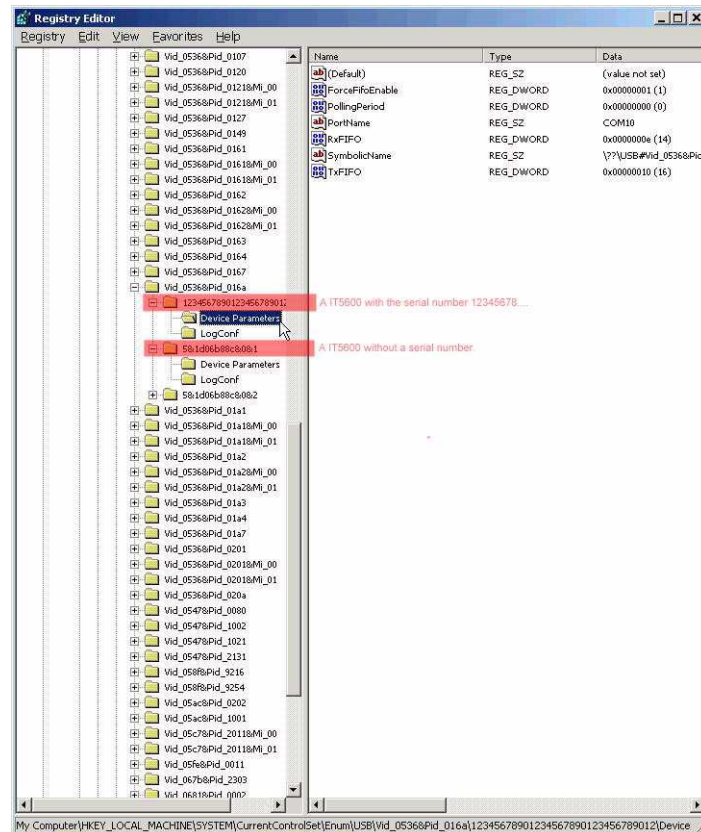 Registry Editor
Registry Edit View Favorites Help
Vid_0536&Pid_0107
Vid_0536&Pid_0120
Vid_0536&Pid_0121&Mi_00
Vid_0536&Pid_0121&Mi_01
Vid_0536&Pid_0127
Vid_0536&Pid_0149
Vid_0536&Pid_0161
Vid_0536&Pid_0161&Mi_00
Vid_0536&Pid_0161&Mi_01
Vid_0536&Pid_0162
Vid_0536&Pid_0162&Mi_00
Vid_0536&Pid_0162&Mi_01
Vid_0536&Pid_0163
Vid_0536&Pid_0164
Vid_0536&Pid_0167
Vid_0536&Pid_016a
1234567890123456789012
Device Parameters
LogConf
5&1d06b88c&0&1
Device Parameters
LogConf
5&1d06b88c&0&2
Vid_0536&Pid_01a1
Vid_0536&Pid_01a1&Mi_00
Vid_0536&Pid_01a1&Mi_01
Vid_0536&Pid_01a2
Vid_0536&Pid_01a2&Mi_00
Vid_0536&Pid_01a2&Mi_01
Vid_0536&Pid_01a3
Vid_0536&Pid_01a4
Vid_0536&Pid_01a7
Vid_0536&Pid_0201
Vid_0536&Pid_0201&Mi_00
Vid_0536&Pid_0201&Mi_01
Vid_0536&Pid_020a
Vid_0547&Pid_0080
Vid_0547&Pid_1002
Vid_0547&Pid_1021
Vid_0547&Pid_2131
Vid_058f&Pid_9216
Vid_058f&Pid_9254
Vid_05ac&Pid_0202
Vid_05ac&Pid_1001
Vid_05c7&Pid_2011&Mi_00
Vid_05c7&Pid_2011&Mi_01
Vid_05fe&Pid_0011
Vid_067b&Pid_2303
Vid_0681&Pid_0002
Name Type Data
(Default) REG_SZ (value not set)
ForceFifoEnable REG_DWORD 0x00000001 (1)
PollingPeriod REG_DWORD 0x00000000 (0)
PortName REG_SZ COM10
RxFIFO REG_DWORD 0x0000000e (14)
SymbolicName REG_SZ \??\USB#Vid_0536&Pid
TxFIFO REG_DWORD 0x00000010 (16)
A IT5600 with the serial number 12345678....
A IT5600 without a serial number.
My Computer\HKEY_LOCAL_MACHINE\SYSTEM\CurrentControlSet\Enum\USB\Vid_0536&Pid_016a\12345678901234567890123456789012\Device